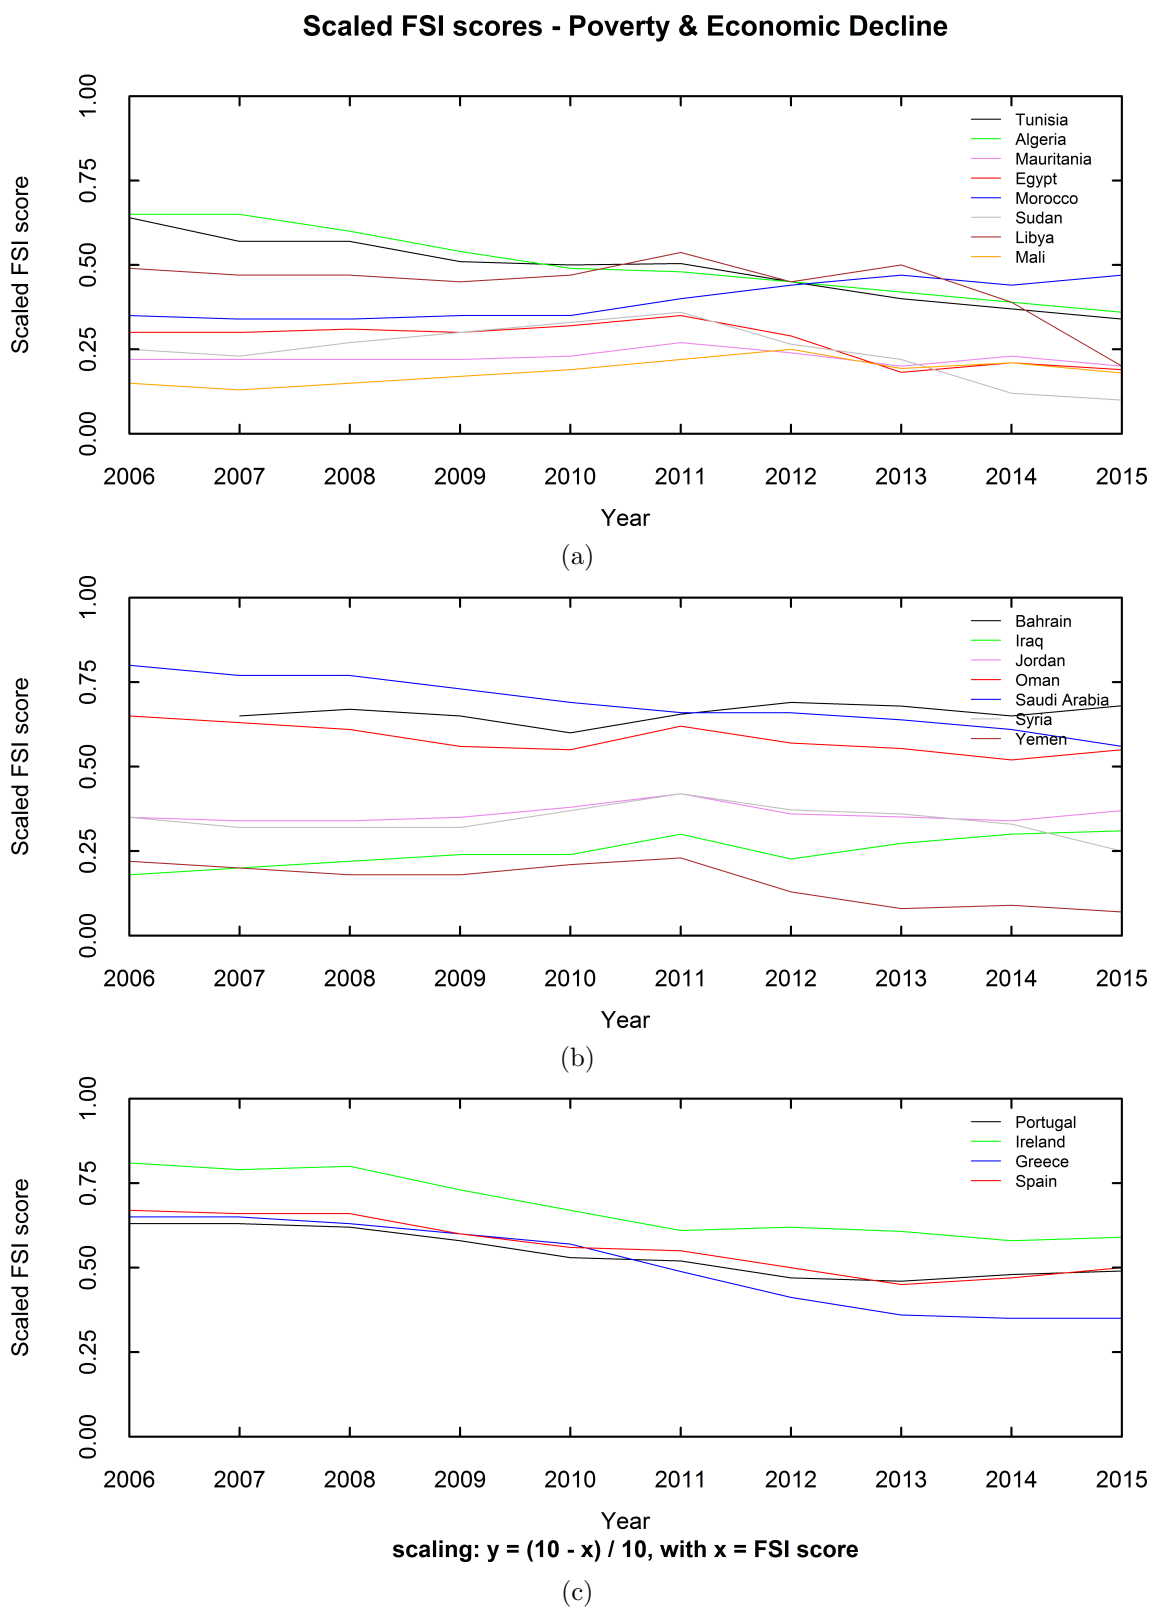 Scaled FSI scores - Poverty & Economic Decline
Scaled FSI score
1.00
0.75
0.50
0.25
0.00
Tunisia
Algeria
Mauritania
Egypt
Morocco
Sudan
Libya
Mali
2006 2007 2008 2009 2010 2011 2012 2013 2014 2015
Year
(a)
Scaled FSI score
1.00
0.75
0.50
0.25
0.00
Bahrain
Iraq
Jordan
Oman
Saudi Arabia
Syria
Yemen
2006 2007 2008 2009 2010 2011 2012 2013 2014 2015
Year
(b)
Scaled FSI score
1.00
0.75
0.50
0.25
0.00
Portugal
Ireland
Greece
Spain
2006 2007 2008 2009 2010 2011 2012 2013 2014 2015
Year
scaling: y = (10 - x) / 10, with x = FSI score
(c)